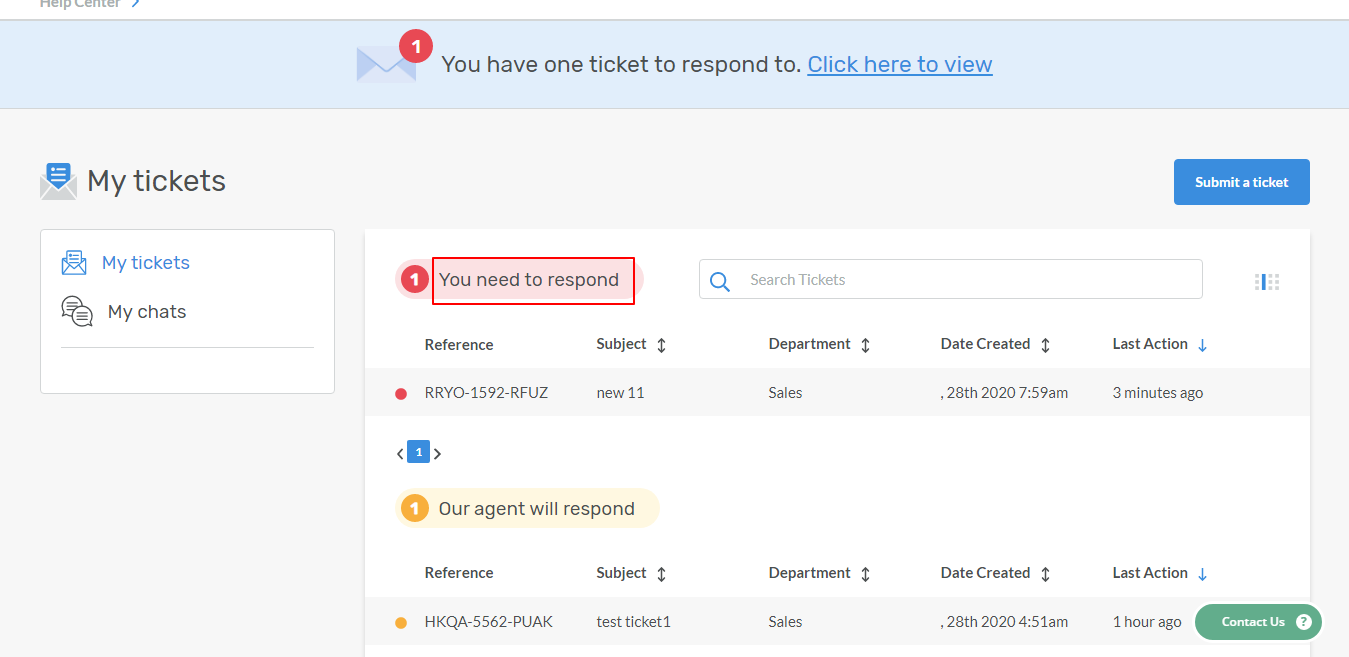 Help Center
1
You have one ticket to respond to. Click here to view
My tickets
Submit a ticket
My tickets
My chats
1 You need to respond
Search Tickets
Reference Subject Department Date Created Last Action
RRYO-1592-RFUZ new 11 Sales , 28th 2020 7:59am 3 minutes ago
1
1 Our agent will respond
Reference Subject Department Date Created Last Action
HKQA-5562-PUAK test ticket1 Sales , 28th 2020 4:51am 1 hour ago
Contact Us ?